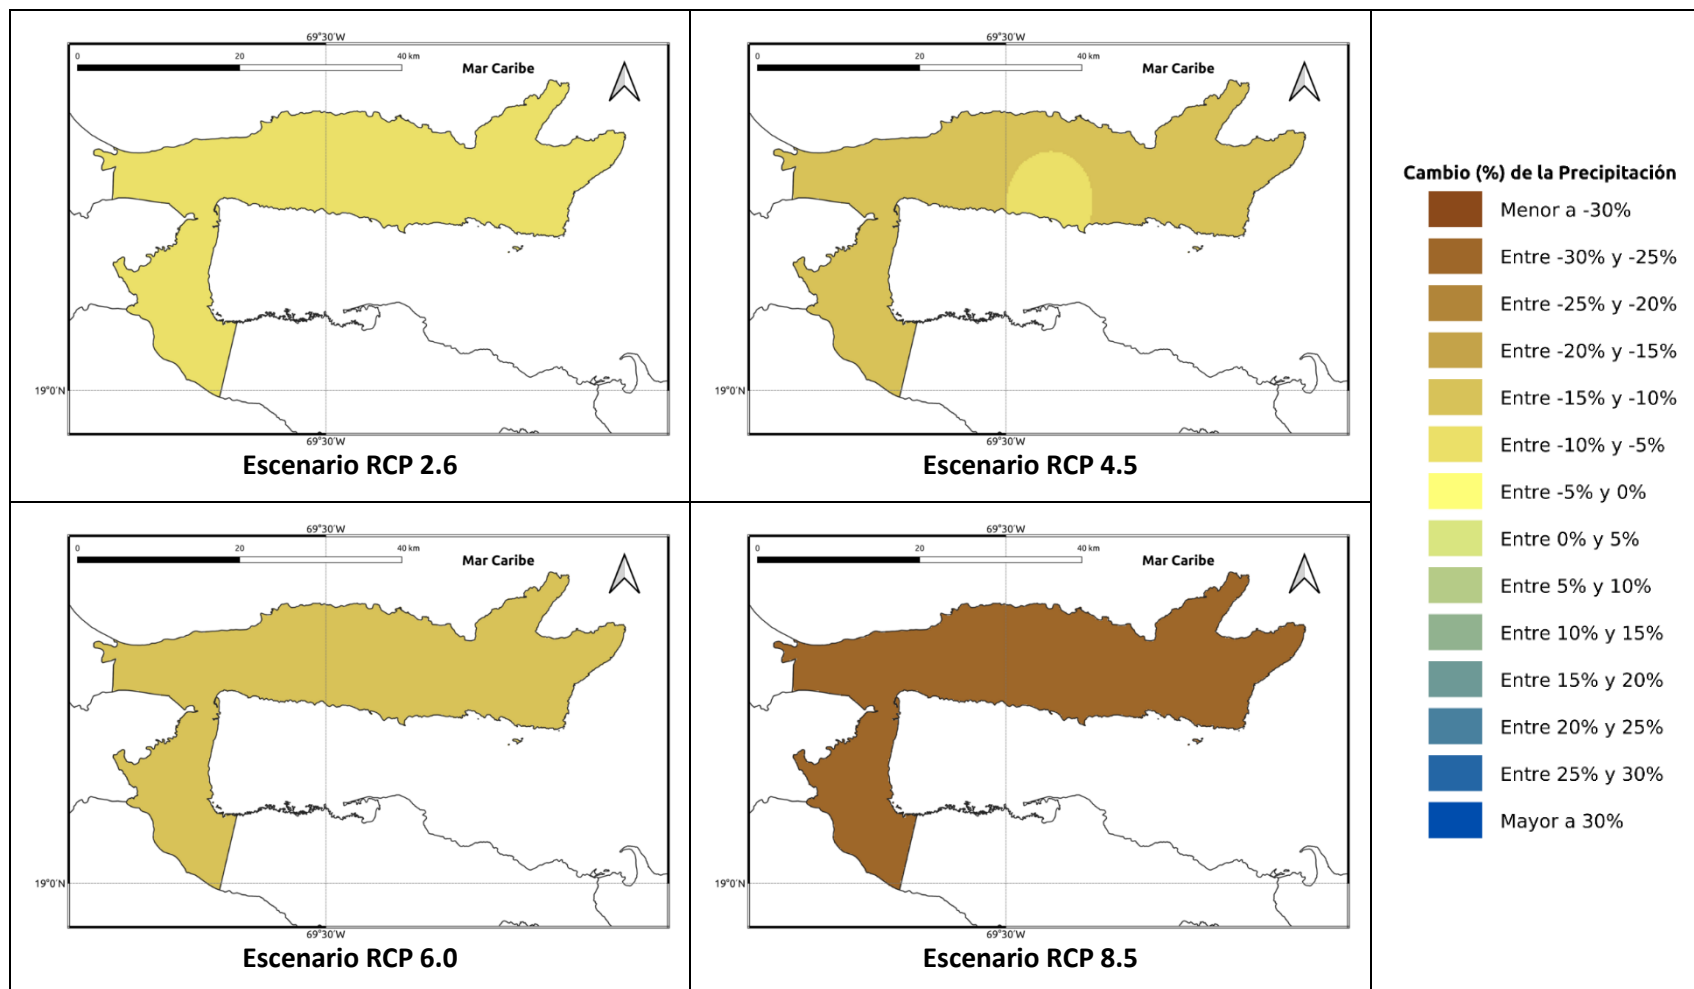 69°30'W
0 20 40 km
Mar Caribe
19°0'N
69°30'W
Escenario RCP 2.6
69°30'W
0 20 40 km
Mar Caribe
19°0'N
69°30'W
Escenario RCP 4.5
69°30'W
0 20 40 km
Mar Caribe
19°0'N
69°30'W
Escenario RCP 6.0
69°30'W
0 20 40 km
Mar Caribe
19°0'N
69°30'W
Escenario RCP 8.5
Cambio (%) de la Precipitación
Menor a -30%
Entre -30% y -25%
Entre -25% y -20%
Entre -20% y -15%
Entre -15% y -10%
Entre -10% y -5%
Entre -5% y 0%
Entre 0% y 5%
Entre 5% y 10%
Entre 10% y 15%
Entre 15% y 20%
Entre 20% y 25%
Entre 25% y 30%
Mayor a 30%